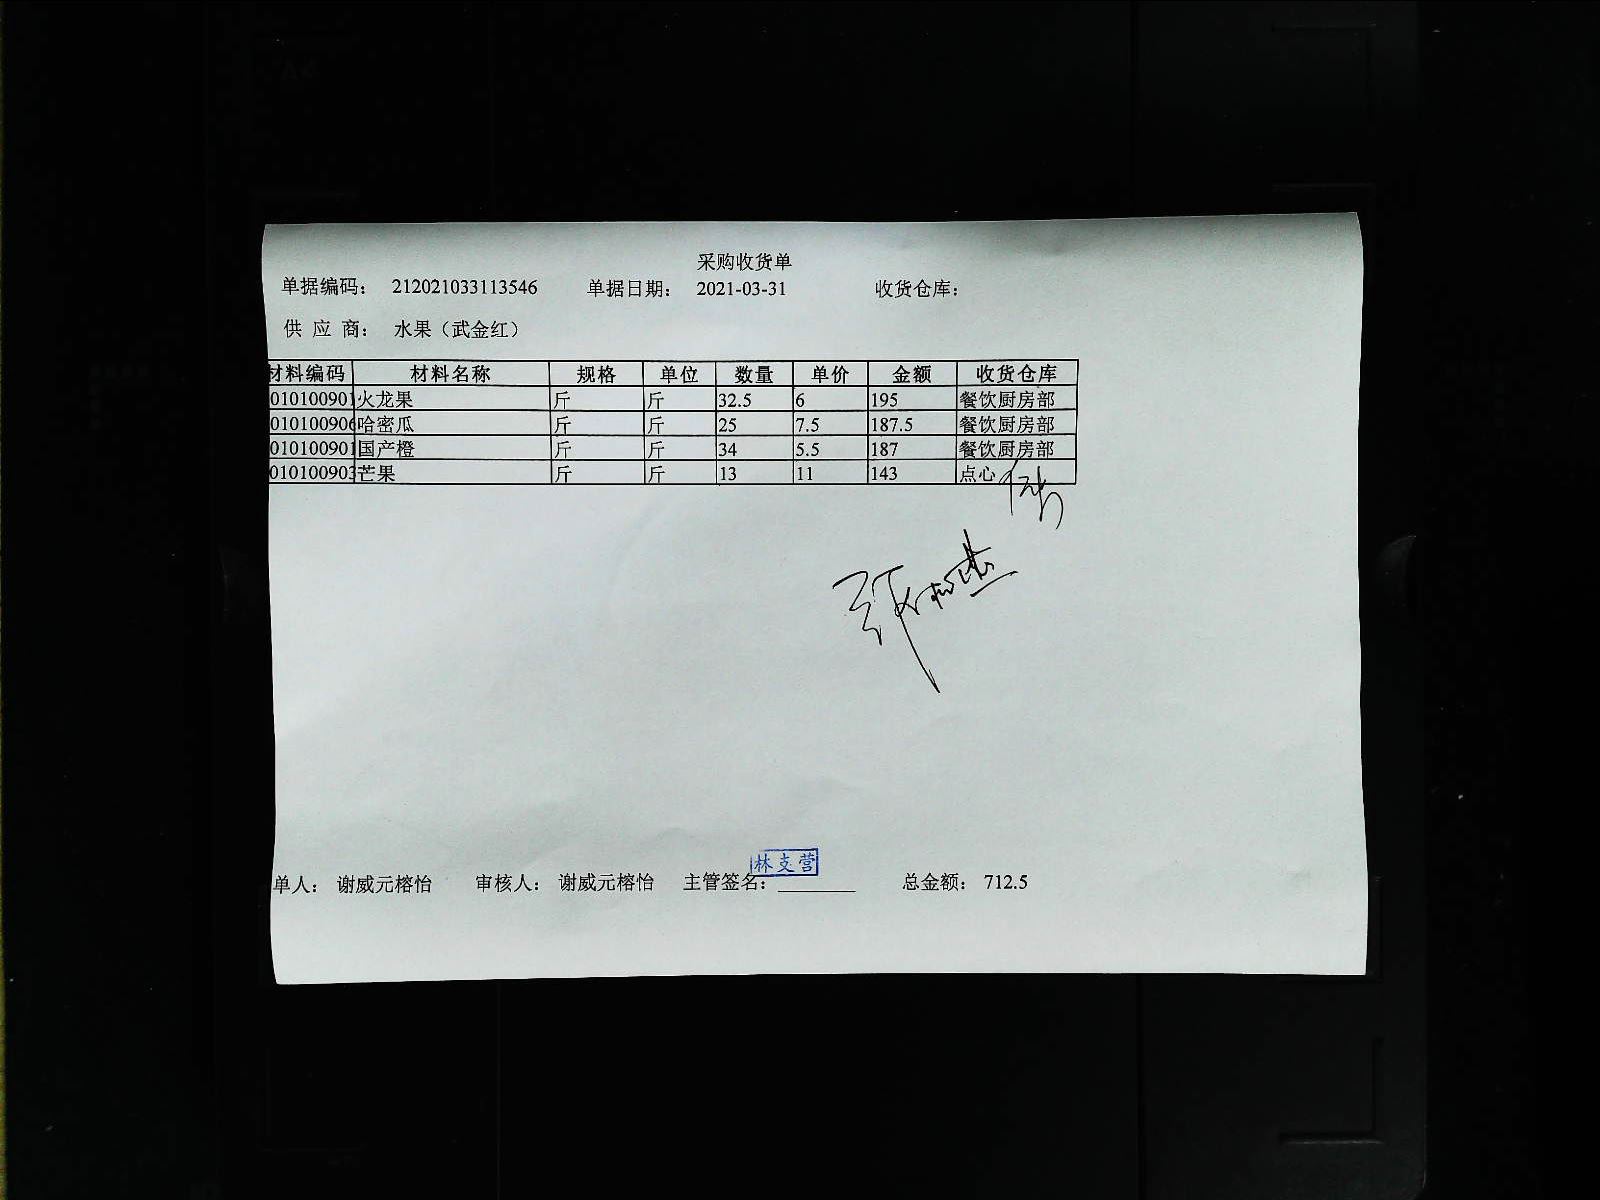 采购收货单
单据编码： 212021033113546 单据日期： 2021-03-31 收货仓库：
供 应 商： 水果（武金红）
材料编码 材料名称 规格 单位 数量 单价 金额 收货仓库
010100901 火龙果 斤 斤 32.5 6 195 餐饮厨房部
010100906 哈密瓜 斤 斤 25 7.5 187.5 餐饮厨房部
010100901 国产橙 斤 斤 34 5.5 187 餐饮厨房部
010100903 芒果 斤 斤 13 11 143 点心
林支营
单人： 谢威元榕怡 审核人： 谢威元榕怡 主管签名： 总金额： 712.5